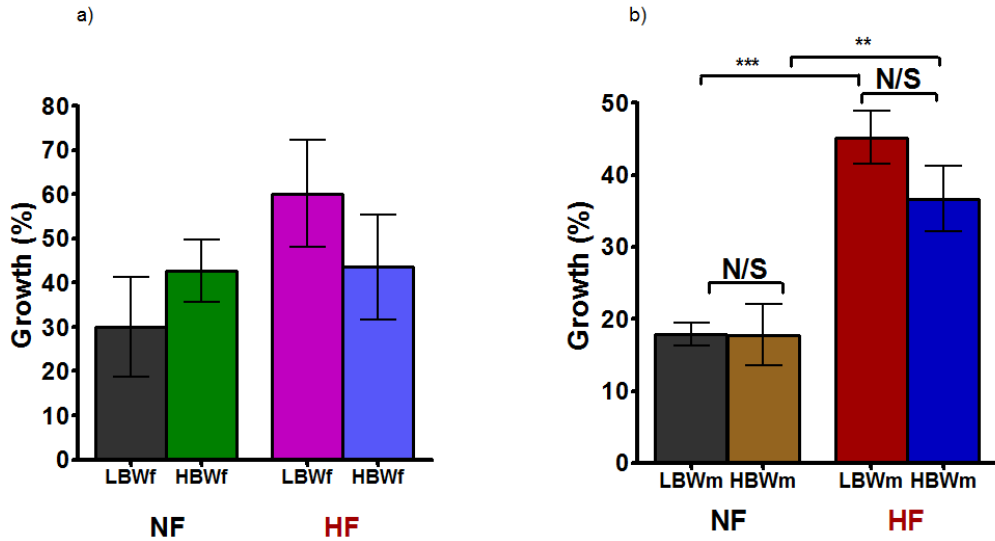 a)
Growth (%)
80
70
60
50
40
30
20
10
0
LBWf HBWf LBWf HBWf
NF HF
b)
Growth (%)
***
**
N/S
N/S
50
40
30
20
10
0
LBWm HBWm LBWm HBWm
NF HF